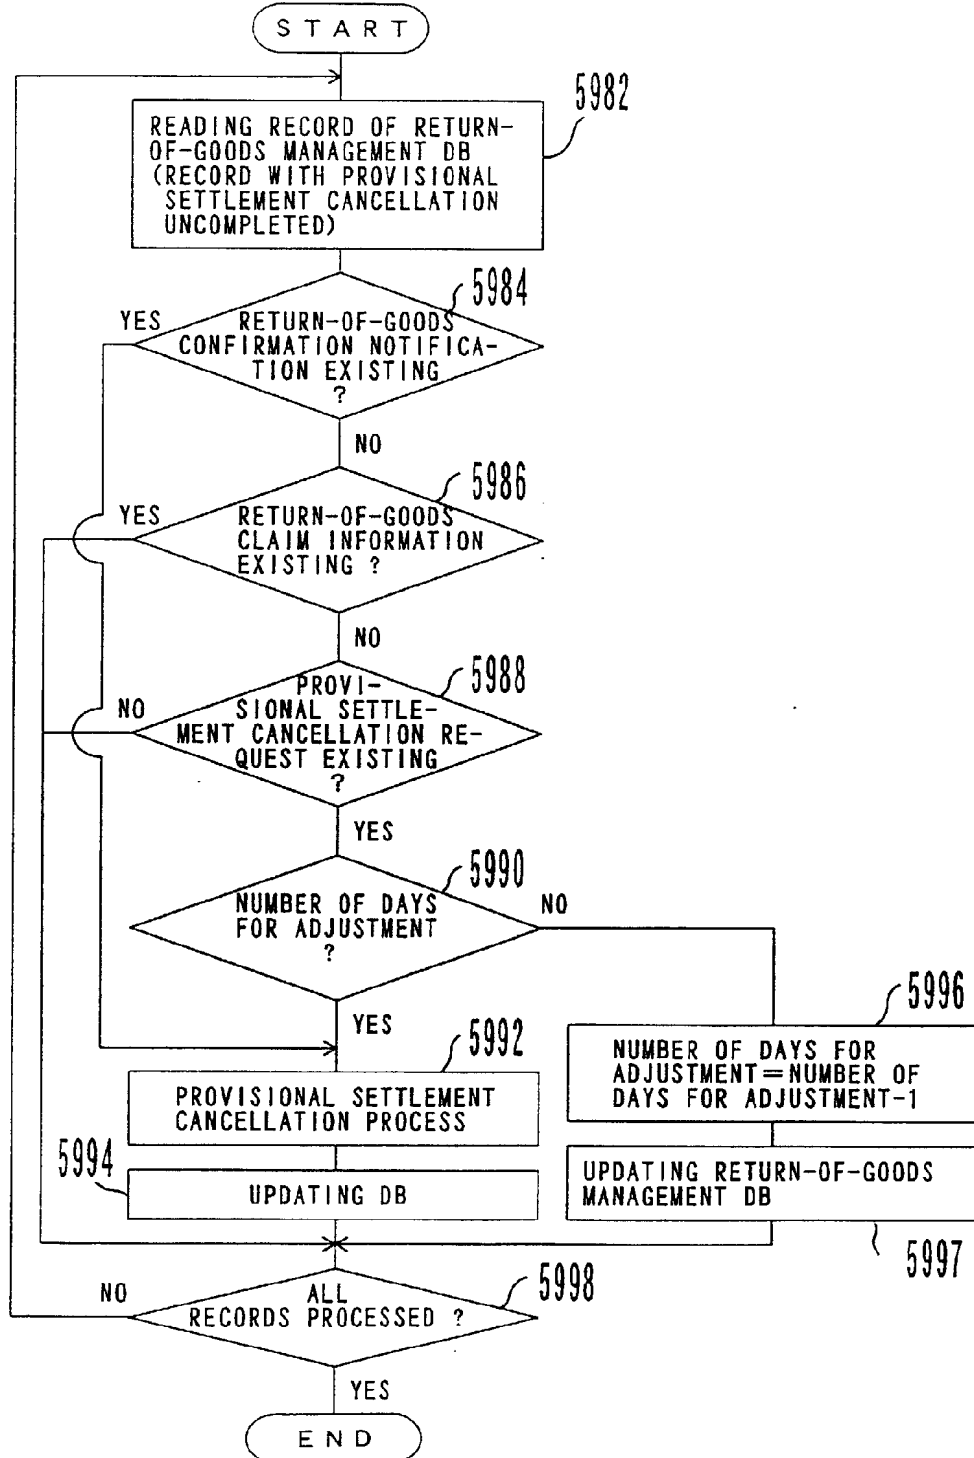 START
5982
READING RECORD OF RETURN-
OF-GOODS MANAGEMENT DB
(RECORD WITH PROVISIONAL
SETTLEMENT CANCELLATION
UNCOMPLETED)
5984
YES
RETURN-OF-GOODS
CONFIRMATION NOTIFICA-
TION EXISTING
?
NO
5986
YES
RETURN-OF-GOODS
CLAIM INFORMATION
EXISTING ?
NO
5988
NO
PROVI-
SIONAL SETTLE-
MENT CANCELLATION RE-
QUEST EXISTING
?
YES
5990
NUMBER OF DAYS
FOR ADJUSTMENT
?
NO
YES
5992
PROVISIONAL SETTLEMENT
CANCELLATION PROCESS
5996
NUMBER OF DAYS FOR
ADJUSTMENT=NUMBER OF
DAYS FOR ADJUSTMENT-1
5994
UPDATING DB
UPDATING RETURN-OF-GOODS
MANAGEMENT DB
5997
5998
NO
ALL
RECORDS PROCESSED ?
YES
END